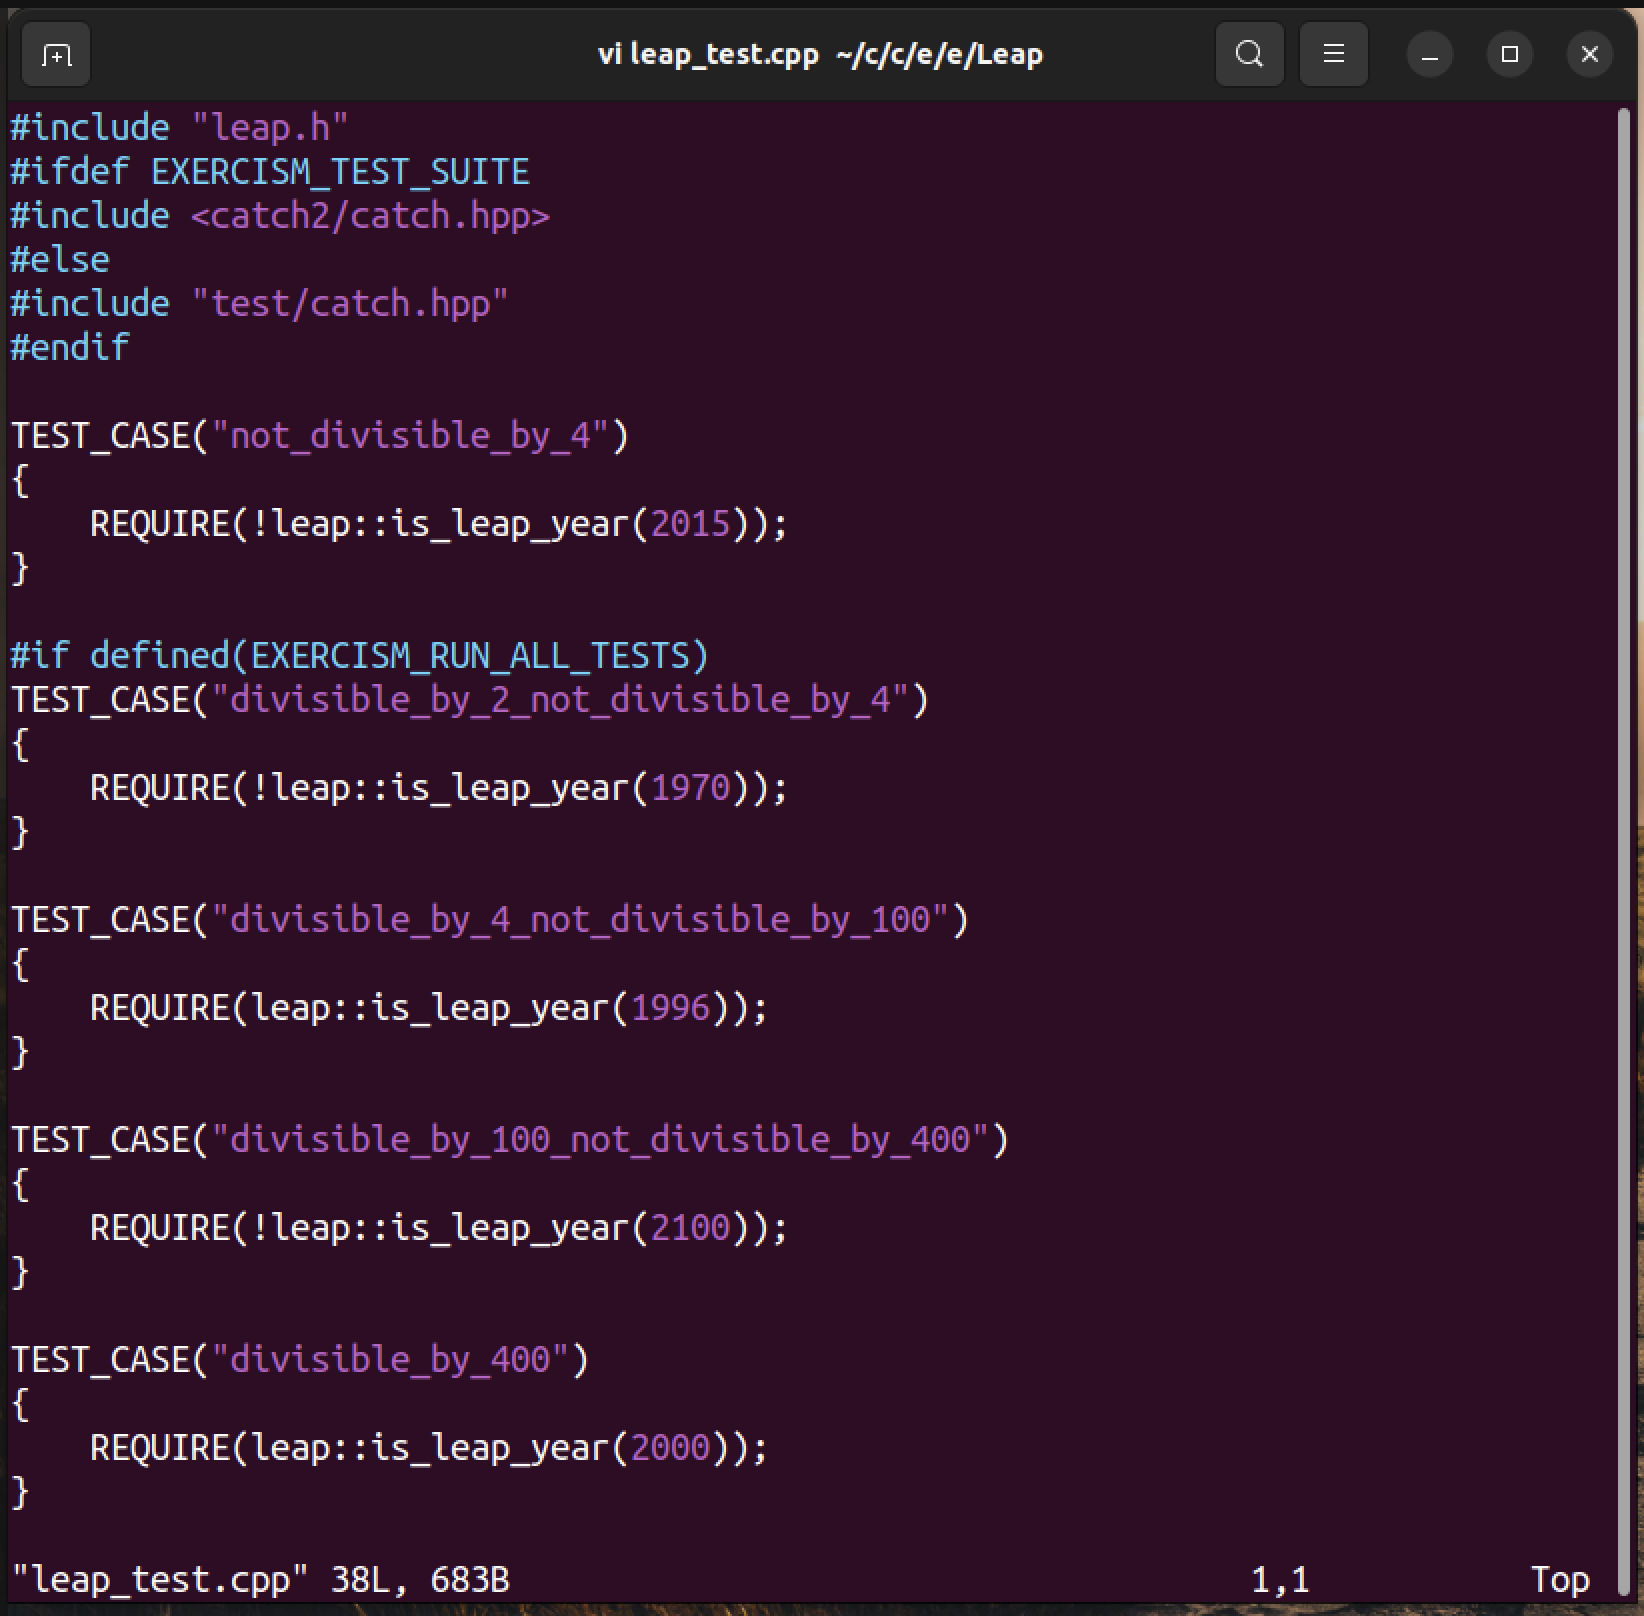 vi leap_test.cpp ~/c/c/e/e/Leap
#include "leap.h"
#ifdef EXERCISM_TEST_SUITE
#include <catch2/catch.hpp>
#else
#include "test/catch.hpp"
#endif

TEST_CASE("not_divisible_by_4")
{
    REQUIRE(!leap::is_leap_year(2015));
}

#if defined(EXERCISM_RUN_ALL_TESTS)
TEST_CASE("divisible_by_2_not_divisible_by_4")
{
    REQUIRE(!leap::is_leap_year(1970));
}

TEST_CASE("divisible_by_4_not_divisible_by_100")
{
    REQUIRE(leap::is_leap_year(1996));
}

TEST_CASE("divisible_by_100_not_divisible_by_400")
{
    REQUIRE(!leap::is_leap_year(2100));
}

TEST_CASE("divisible_by_400")
{
    REQUIRE(leap::is_leap_year(2000));
}

"leap_test.cpp" 38L, 683B 1,1 Top